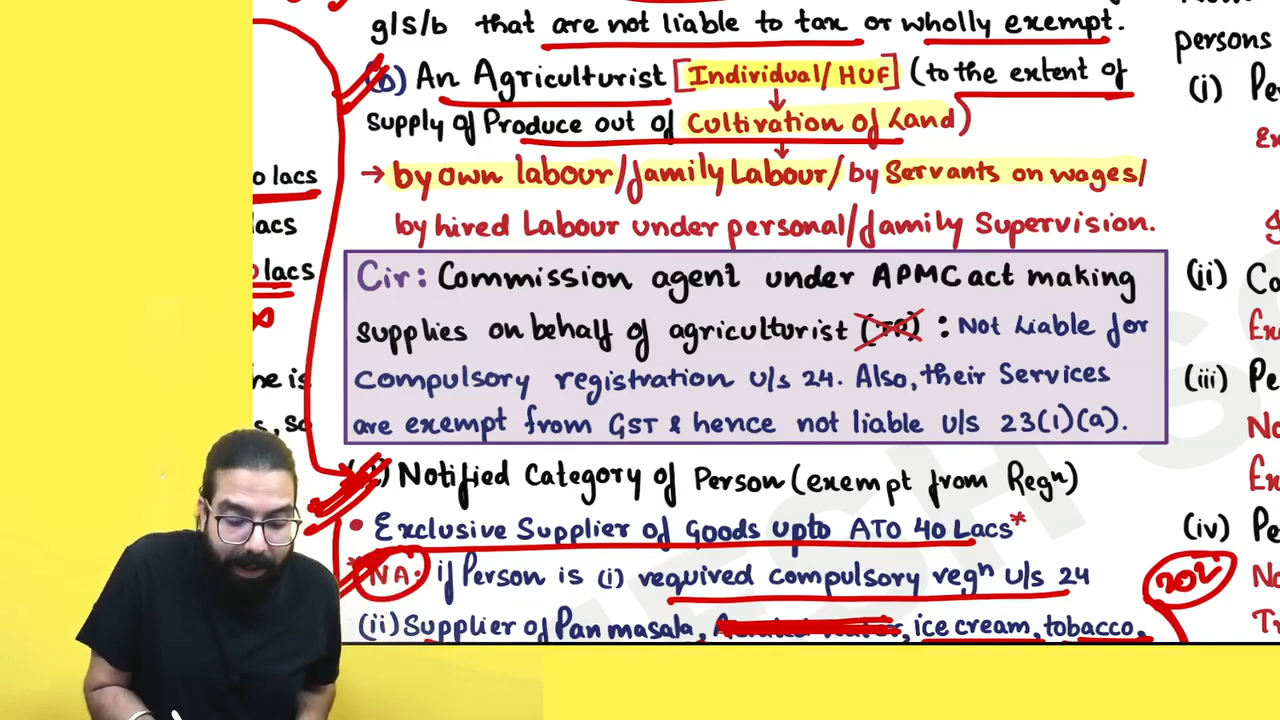 g/s/b that are not liable to tax or wholly exempt.
(b) An Agriculturist [Individual/HUF] (to the extent of
supply of Produce out of Cultivation of Land)
→ by own labour/family Labour/by Servants on wages/
by hired Labour under personal/family Supervision.
Cir: Commission agent under APMC act making
supplies on behalf of agriculturist : Not Liable for
compulsory registration u/s 24. Also, their Services
are exempt from GST & hence not liable u/s 23(1)(a).
Notified Category of Person (exempt from Regⁿ)
• Exclusive Supplier of Goods upto ATO 40 Lacs*
*NA: if Person is (i) required compulsory regⁿ u/s 24
(ii) Supplier of Pan masala, , ice cream, tobacco,
o lacs
lacs
lacs
persons
(i) Pe
(ii) Co
(iii) Pe
(iv) Pe
202